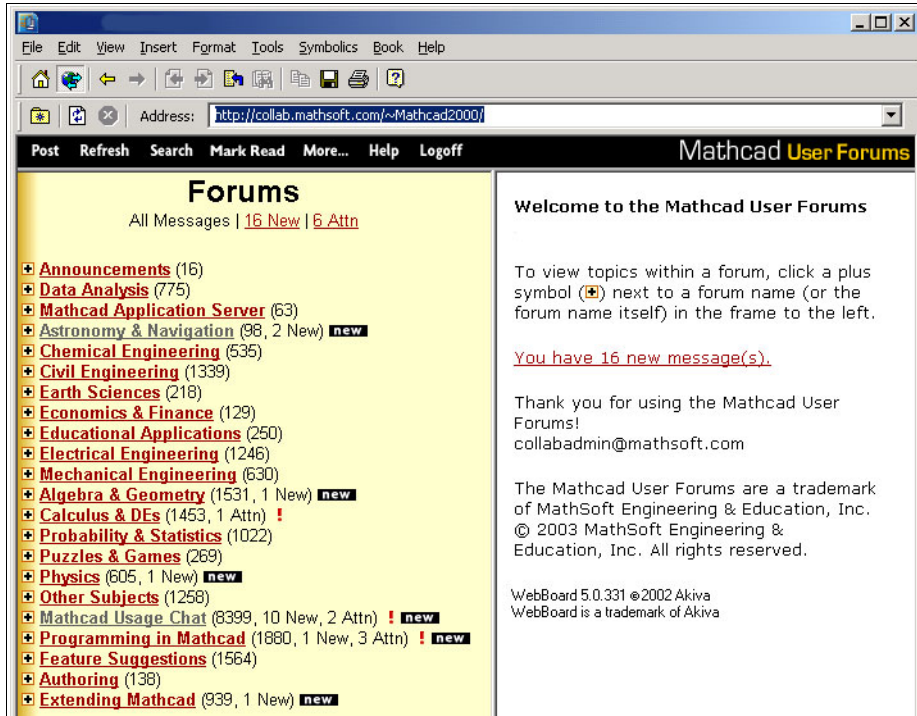 File Edit View Insert Format Tools Symbolics Book Help
Address: http://collab.mathsoft.com/~Mathcad2000/
Post Refresh Search Mark Read More... Help Logoff Mathcad User Forums
Forums
All Messages | 16 New | 6 Attn
Announcements (16)
Data Analysis (775)
Mathcad Application Server (63)
Astronomy & Navigation (98, 2 New) new
Chemical Engineering (535)
Civil Engineering (1339)
Earth Sciences (218)
Economics & Finance (129)
Educational Applications (250)
Electrical Engineering (1246)
Mechanical Engineering (630)
Algebra & Geometry (1531, 1 New) new
Calculus & DEs (1453, 1 Attn) !
Probability & Statistics (1022)
Puzzles & Games (269)
Physics (605, 1 New) new
Other Subjects (1258)
Mathcad Usage Chat (8399, 10 New, 2 Attn) ! new
Programming in Mathcad (1880, 1 New, 3 Attn) ! new
Feature Suggestions (1564)
Authoring (138)
Extending Mathcad (939, 1 New) new
Welcome to the Mathcad User Forums
To view topics within a forum, click a plus
symbol (+) next to a forum name (or the
forum name itself) in the frame to the left.
You have 16 new message(s).
Thank you for using the Mathcad User
Forums!
collabadmin@mathsoft.com
The Mathcad User Forums are a trademark
of MathSoft Engineering & Education, Inc.
© 2003 MathSoft Engineering &
Education, Inc. All rights reserved.
WebBoard 5.0.331 ©2002 Akiva
WebBoard is a trademark of Akiva